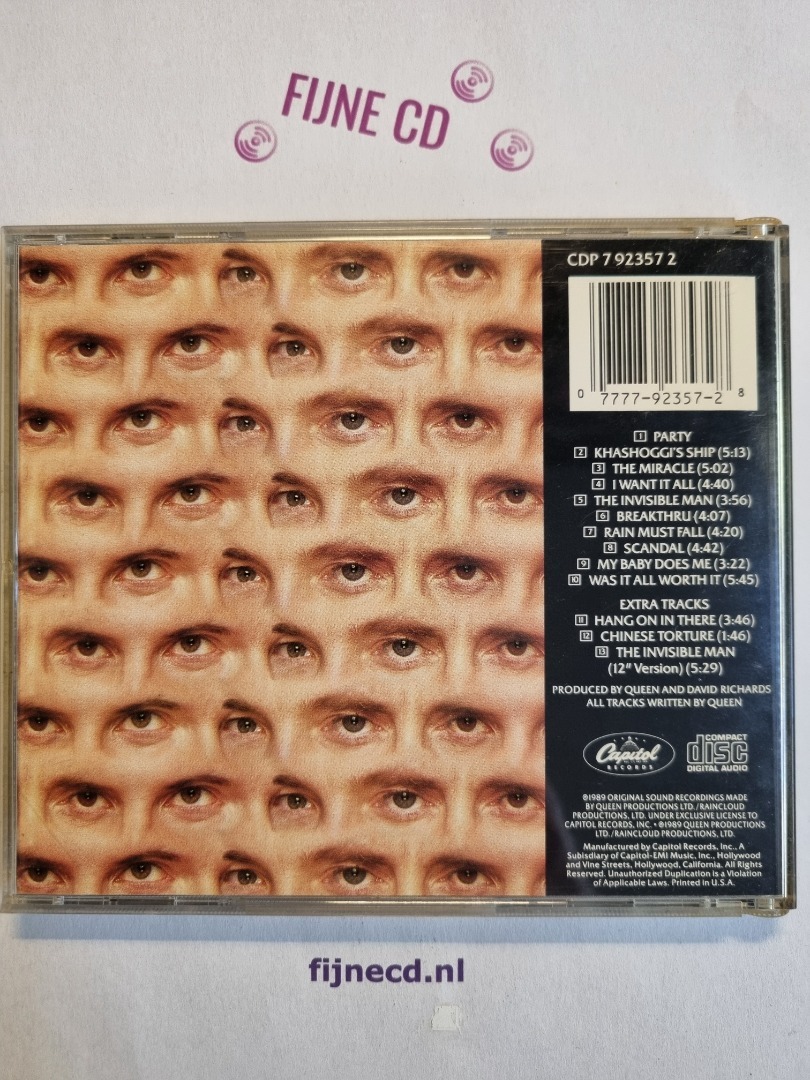 FIJNE CD
CDP 7 92357 2
0 7777-92357-2 8
1 PARTY
2 KHASHOGGI'S SHIP (5:13)
3 THE MIRACLE (5:02)
4 I WANT IT ALL (4:40)
5 THE INVISIBLE MAN (3:56)
6 BREAKTHRU (4:07)
7 RAIN MUST FALL (4:20)
8 SCANDAL (4:42)
9 MY BABY DOES ME (3:22)
10 WAS IT ALL WORTH IT (5:45)
EXTRA TRACKS
11 HANG ON IN THERE (3:46)
12 CHINESE TORTURE (1:46)
13 THE INVISIBLE MAN
(12" Version) (5:29)
PRODUCED BY QUEEN AND DAVID RICHARDS
ALL TRACKS WRITTEN BY QUEEN
Capitol
RECORDS
COMPACT
disc
DIGITAL AUDIO
℗1989 ORIGINAL SOUND RECORDINGS MADE
BY QUEEN PRODUCTIONS LTD./RAINCLOUD
PRODUCTIONS, LTD. UNDER EXCLUSIVE LICENSE TO
CAPITOL RECORDS, INC. • ℗1989 QUEEN PRODUCTIONS
LTD./RAINCLOUD PRODUCTIONS, LTD.
Manufactured by Capitol Records, Inc., A
Subsidiary of Capitol-EMI Music, Inc., Hollywood
and Vine Streets, Hollywood, California. All Rights
Reserved. Unauthorized Duplication is a Violation
of Applicable Laws. Printed in U.S.A.
fijnecd.nl